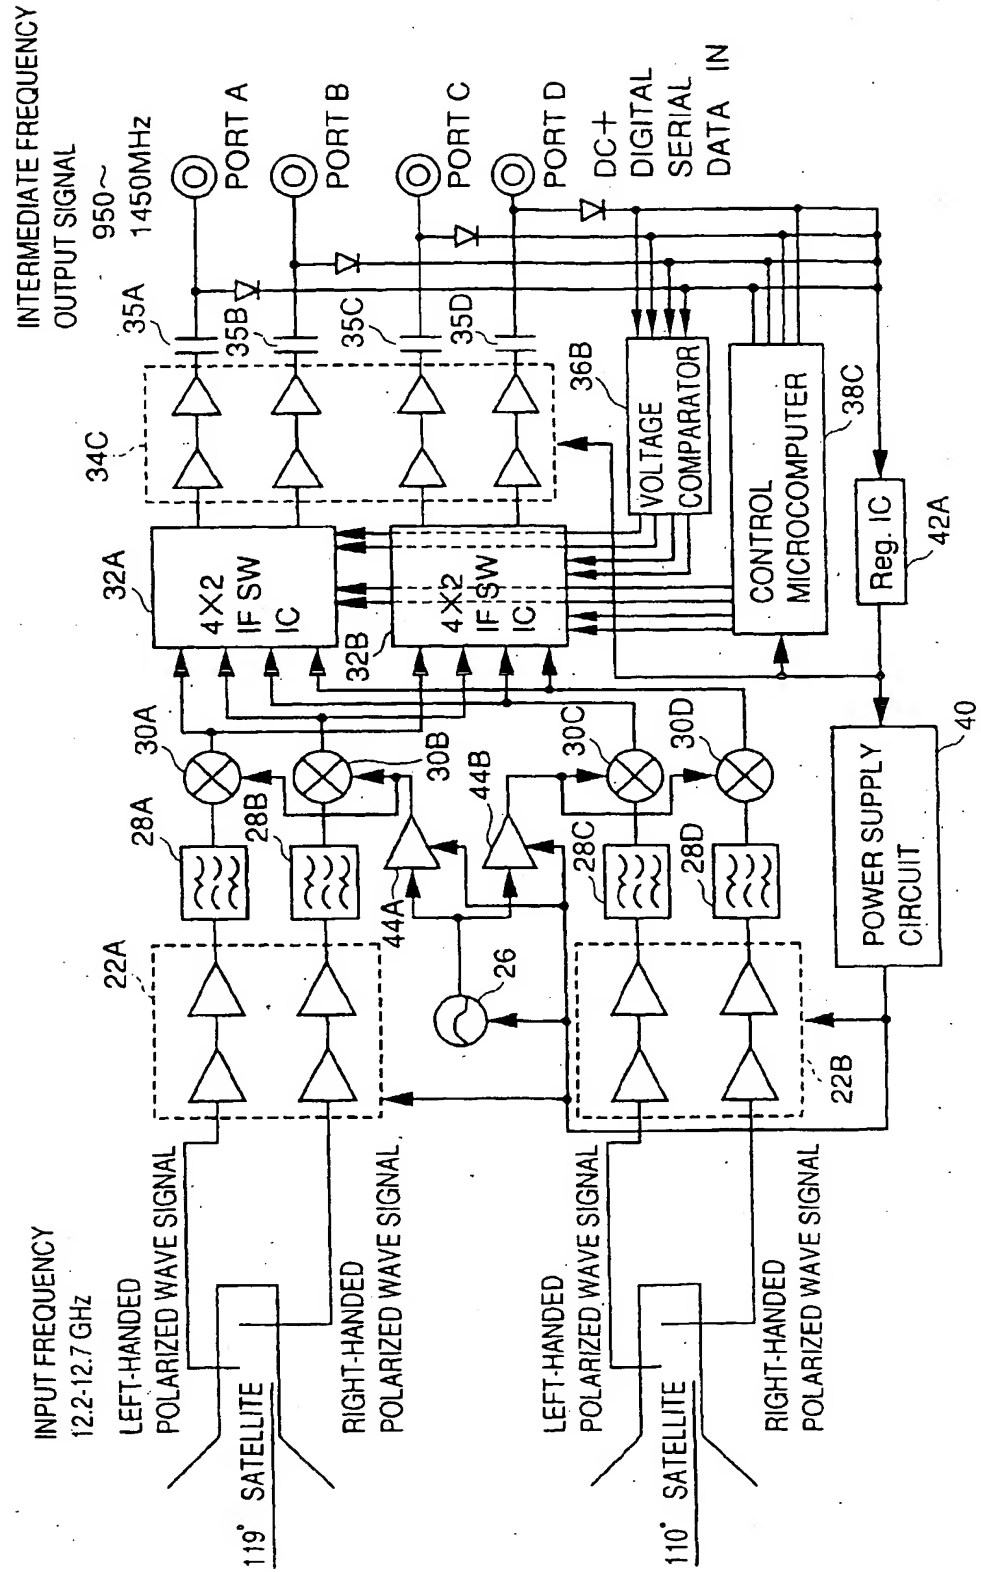 INPUT FREQUENCY
12.2-12.7 GHz
LEFT-HANDED
POLARIZED WAVE SIGNAL
119° SATELLITE
RIGHT-HANDED
POLARIZED WAVE SIGNAL
LEFT-HANDED
POLARIZED WAVE SIGNAL
110° SATELLITE
RIGHT-HANDED
POLARIZED WAVE SIGNAL
22A
22B
26
28A
28B
28C
28D
30A
30B
30C
30D
44A
44B
32A
4×2
IF SW
IC
32B
4×2
IF SW
IC
34C
35A
35B
35C
35D
INTERMEDIATE FREQUENCY
OUTPUT SIGNAL
950~
1450MHz
PORT A
PORT B
PORT C
PORT D
DC+
DIGITAL
SERIAL
DATA IN
36B
VOLTAGE
COMPARATOR
CONTROL
MICROCOMPUTER
38C
Reg. IC
42A
POWER SUPPLY
CIRCUIT
40